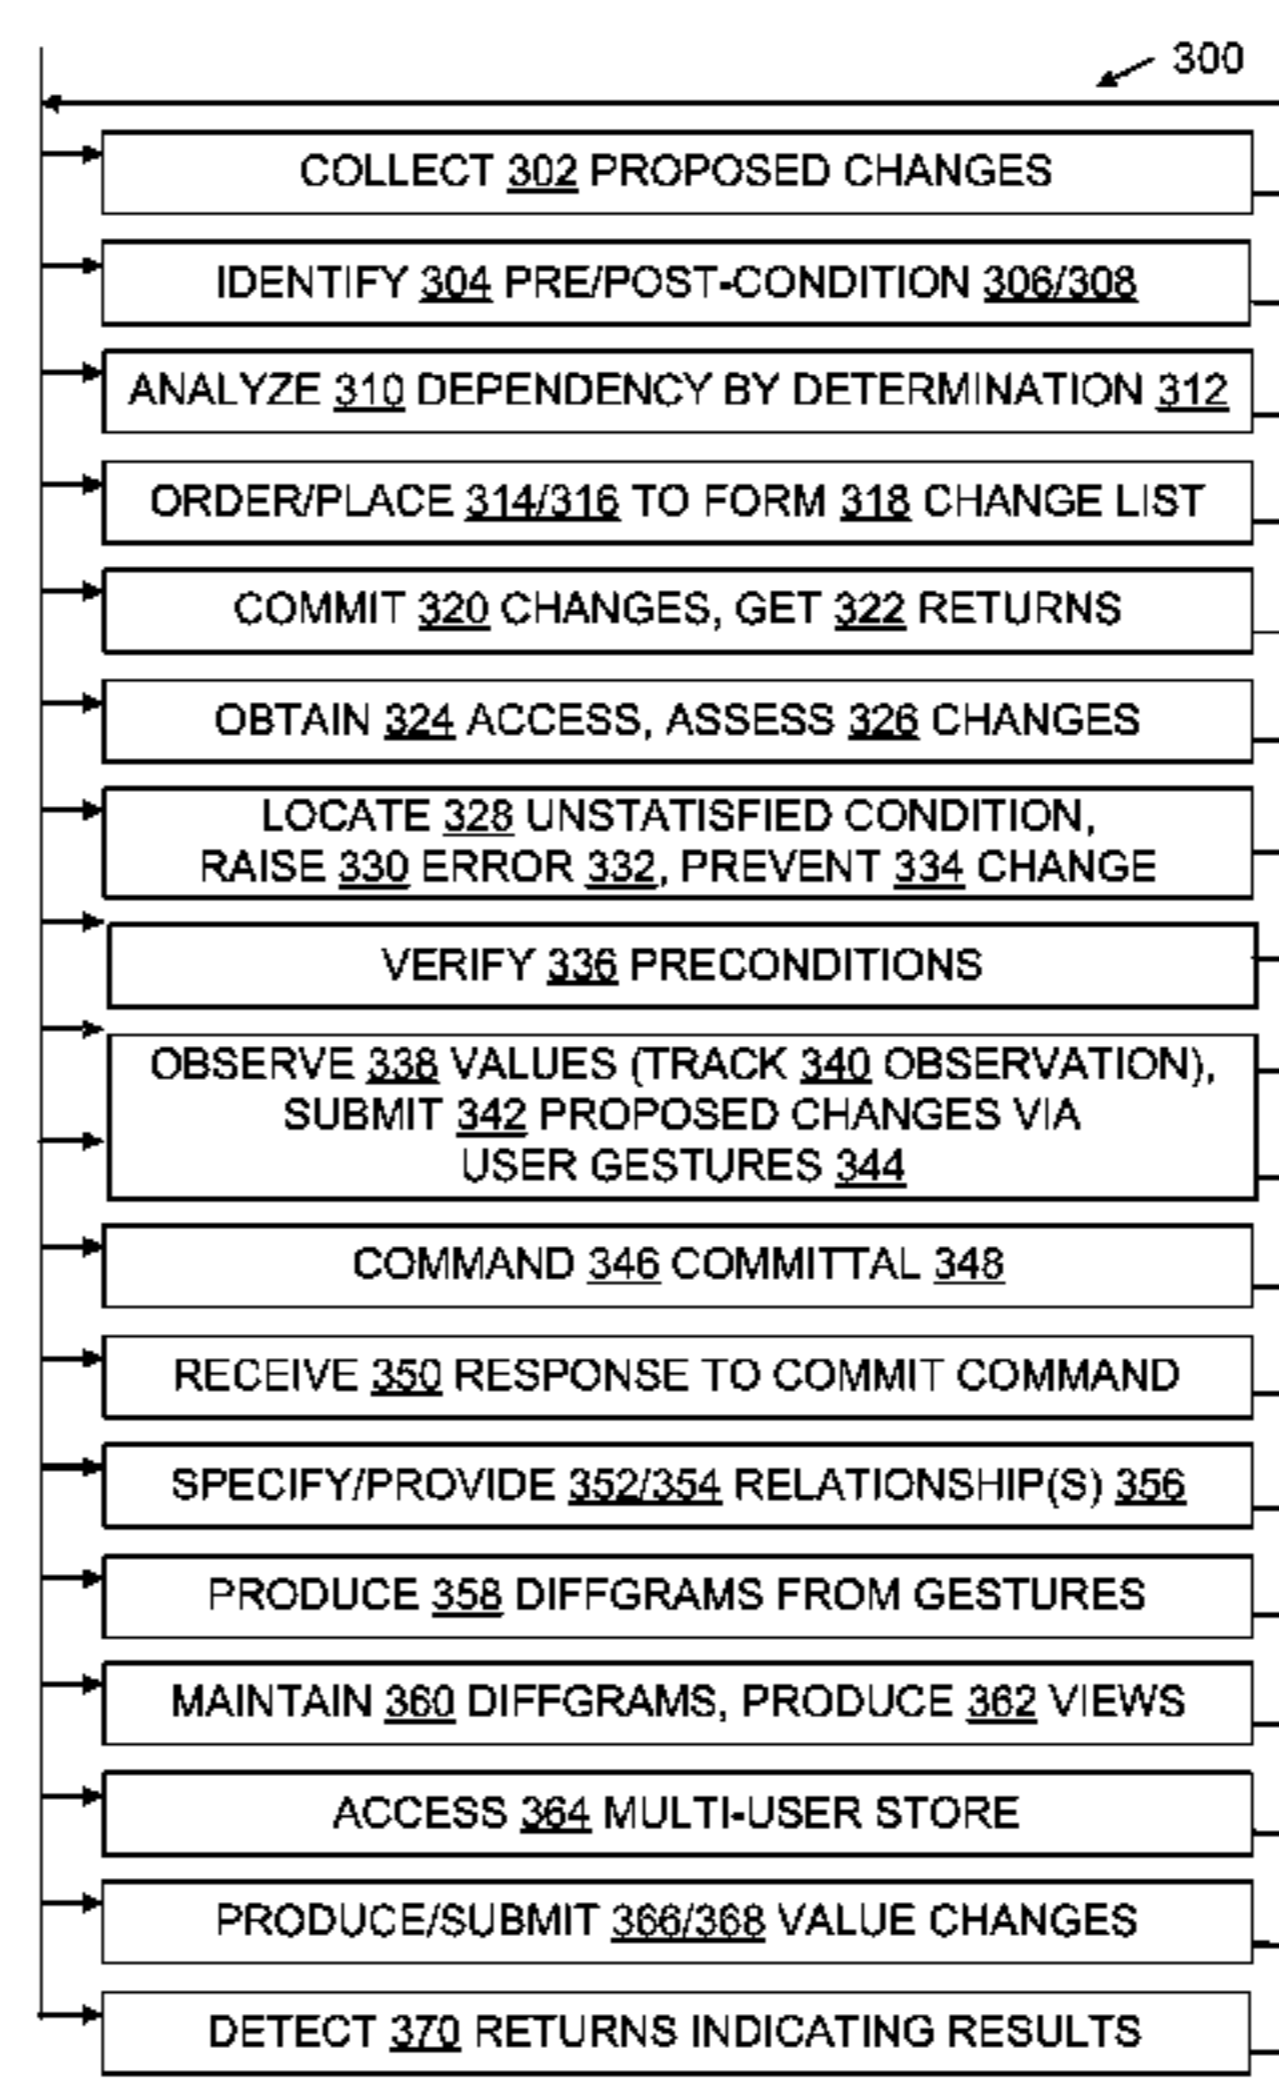 300
COLLECT 302 PROPOSED CHANGES
IDENTIFY 304 PRE/POST-CONDITION 306/308
ANALYZE 310 DEPENDENCY BY DETERMINATION 312
ORDER/PLACE 314/316 TO FORM 318 CHANGE LIST
COMMIT 320 CHANGES, GET 322 RETURNS
OBTAIN 324 ACCESS, ASSESS 326 CHANGES
LOCATE 328 UNSTATISFIED CONDITION,
RAISE 330 ERROR 332, PREVENT 334 CHANGE
VERIFY 336 PRECONDITIONS
OBSERVE 338 VALUES (TRACK 340 OBSERVATION),
SUBMIT 342 PROPOSED CHANGES VIA
USER GESTURES 344
COMMAND 346 COMMITTAL 348
RECEIVE 350 RESPONSE TO COMMIT COMMAND
SPECIFY/PROVIDE 352/354 RELATIONSHIP(S) 356
PRODUCE 358 DIFFGRAMS FROM GESTURES
MAINTAIN 360 DIFFGRAMS, PRODUCE 362 VIEWS
ACCESS 364 MULTI-USER STORE
PRODUCE/SUBMIT 366/368 VALUE CHANGES
DETECT 370 RETURNS INDICATING RESULTS